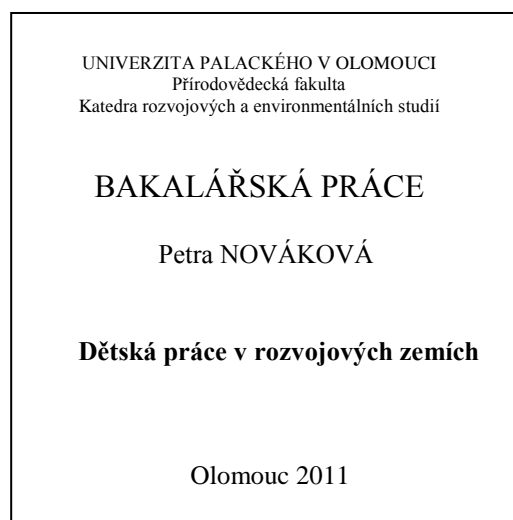 UNIVERZITA PALACKÉHO V OLOMOUCI
Přírodovědecká fakulta
Katedra rozvojových a environmentálních studií
BAKALÁŘSKÁ PRÁCE
Petra NOVÁKOVÁ
Dětská práce v rozvojových zemích
Olomouc 2011